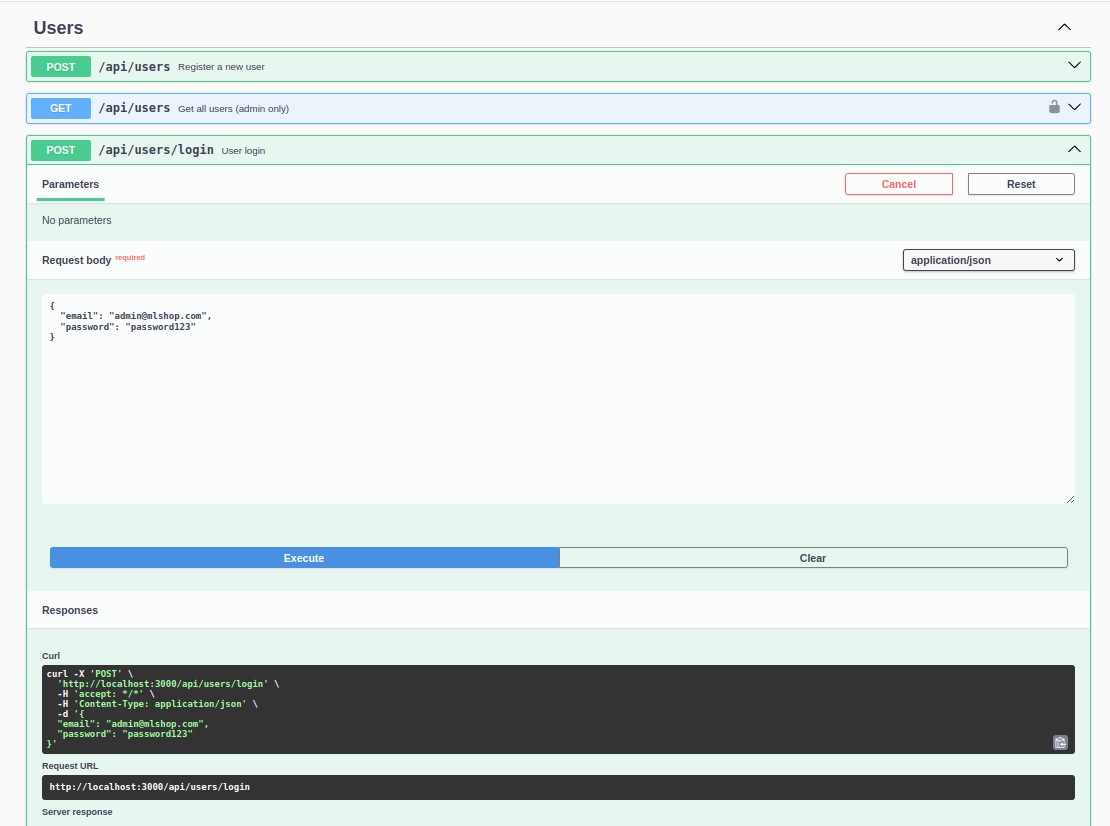 Users
POST /api/users Register a new user
GET /api/users Get all users (admin only)
POST /api/users/login User login
Parameters Cancel Reset
No parameters
Request body required application/json
{
  "email": "admin@mlshop.com",
  "password": "password123"
}
Execute Clear
Responses
Curl
curl -X 'POST' \
  'http://localhost:3000/api/users/login' \
  -H 'accept: */*' \
  -H 'Content-Type: application/json' \
  -d '{
  "email": "admin@mlshop.com",
  "password": "password123"
}'
Request URL
http://localhost:3000/api/users/login
Server response